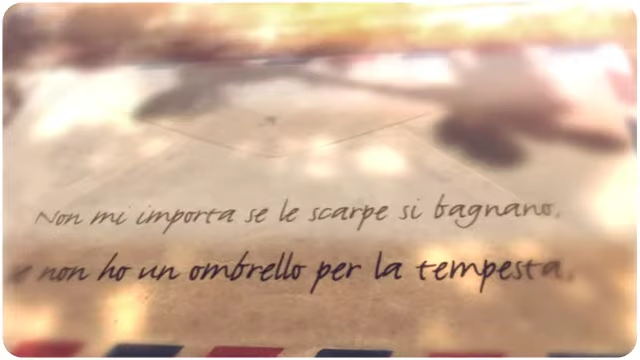 Non mi importa se le scarpe si bagnano,
e non ho un ombrello per la tempesta.